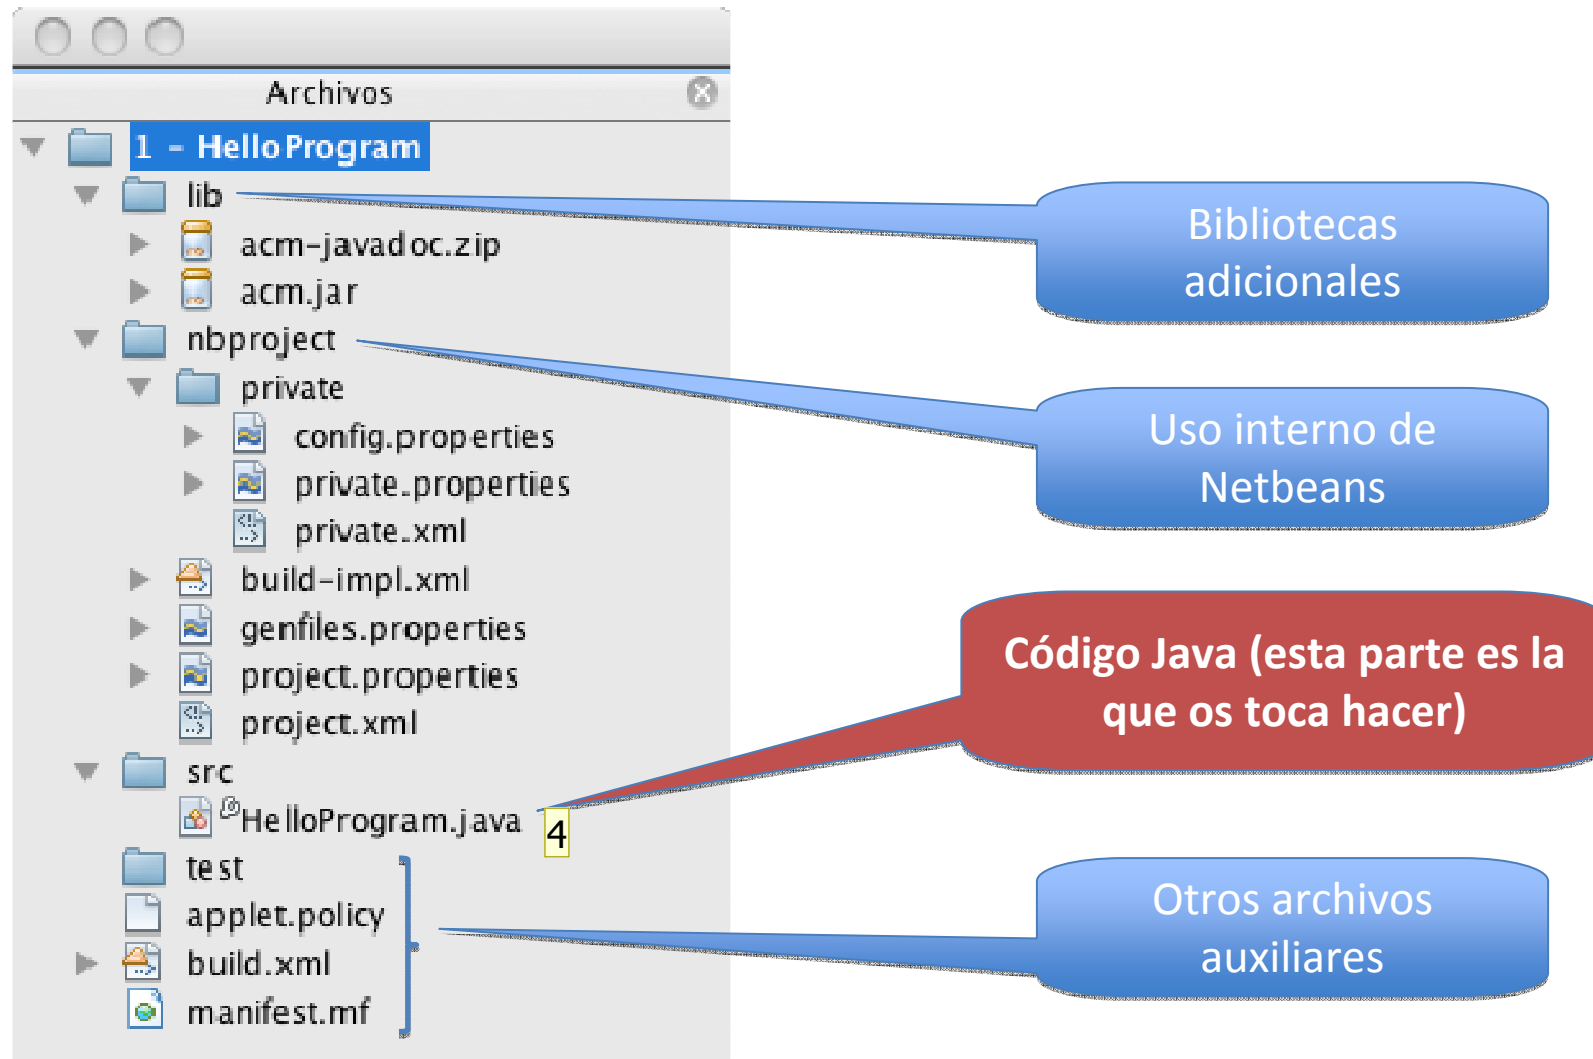 Archivos
1 - HelloProgram
lib
acm-javadoc.zip
acm.jar
nbproject
private
config.properties
private.properties
private.xml
build-impl.xml
genfiles.properties
project.properties
project.xml
src
HelloProgram.java
4
test
applet.policy
build.xml
manifest.mf
Bibliotecas
adicionales
Uso interno de
Netbeans
Código Java (esta parte es la
que os toca hacer)
Otros archivos
auxiliares